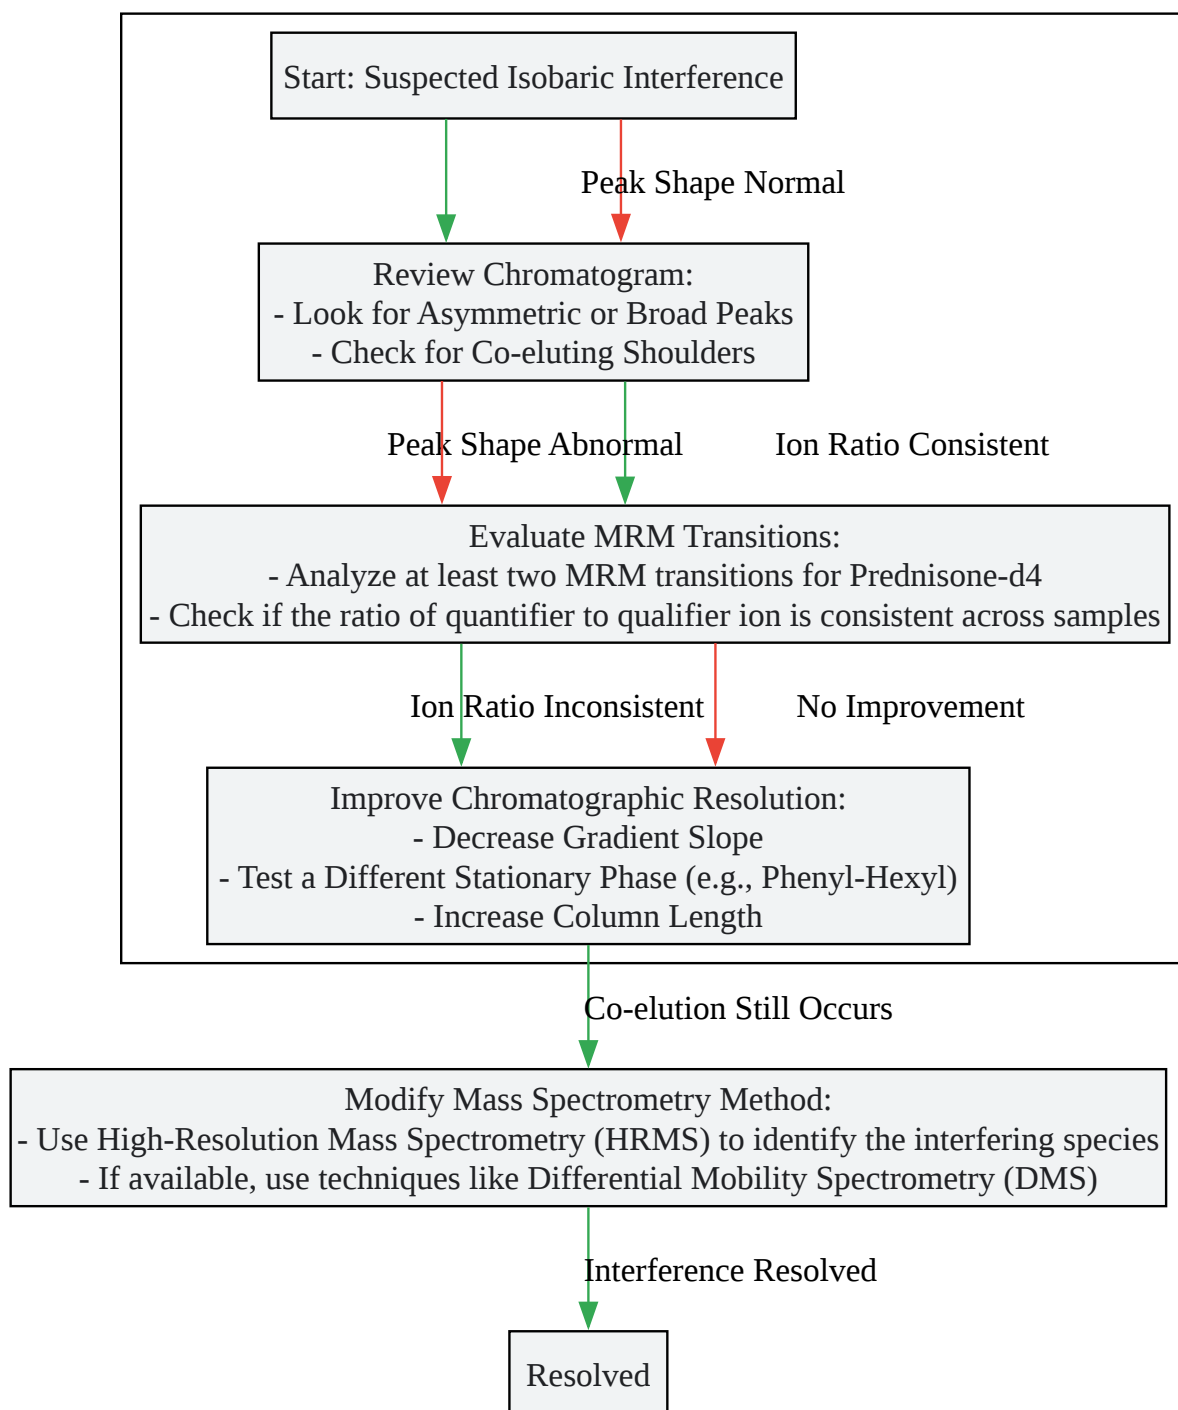 Start: Suspected Isobaric Interference
Peak Shape Normal
Review Chromatogram:
- Look for Asymmetric or Broad Peaks
- Check for Co-eluting Shoulders
Peak Shape Abnormal
Ion Ratio Consistent
Evaluate MRM Transitions:
- Analyze at least two MRM transitions for Prednisone-d4
- Check if the ratio of quantifier to qualifier ion is consistent across samples
Ion Ratio Inconsistent
No Improvement
Improve Chromatographic Resolution:
- Decrease Gradient Slope
- Test a Different Stationary Phase (e.g., Phenyl-Hexyl)
- Increase Column Length
Co-elution Still Occurs
Modify Mass Spectrometry Method:
- Use High-Resolution Mass Spectrometry (HRMS) to identify the interfering species
- If available, use techniques like Differential Mobility Spectrometry (DMS)
Interference Resolved
Resolved